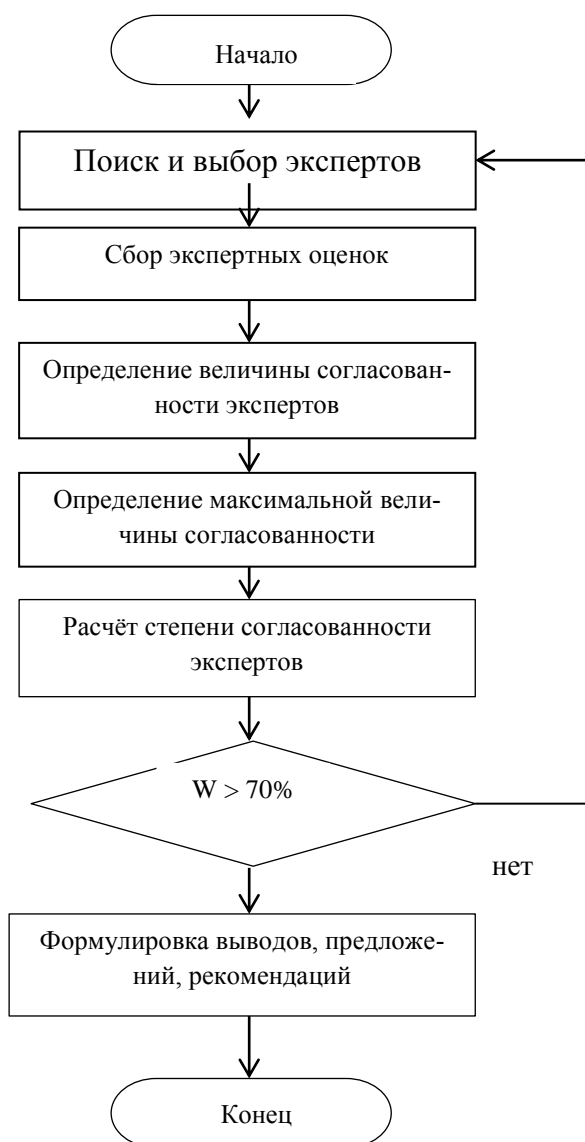 Начало
Поиск и выбор экспертов
Сбор экспертных оценок
Определение величины согласован-
ности экспертов
Определение максимальной вели-
чины согласованности
Расчёт степени согласованности
экспертов
W > 70%
нет
Формулировка выводов, предложе-
ний, рекомендаций
Конец